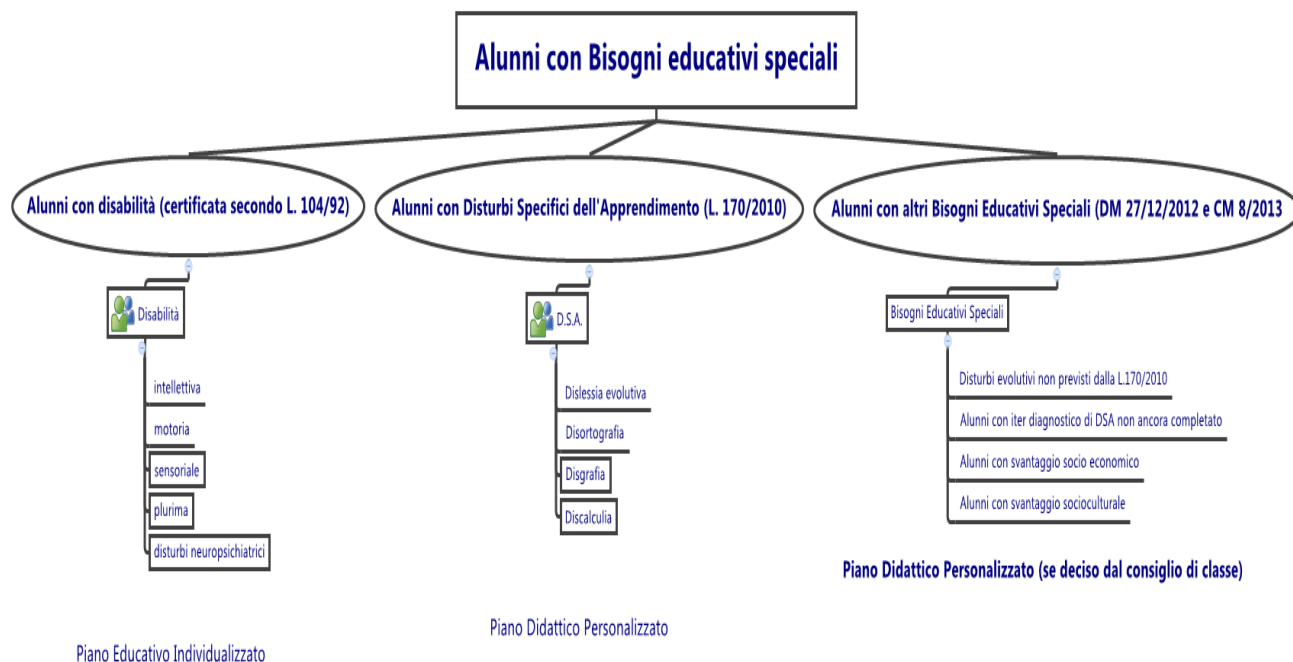 Alunni con Bisogni educativi speciali
Alunni con disabilità (certificata secondo L. 104/92)
Alunni con Disturbi Specifici dell'Apprendimento (L. 170/2010)
Alunni con altri Bisogni Educativi Speciali (DM 27/12/2012 e CM 8/2013
Disabilità
intellettiva
motoria
sensoriale
plurima
disturbi neuropsichiatrici
Piano Educativo Individualizzato
D.S.A.
Dislessia evolutiva
Disortografia
Disgrafia
Discalculia
Piano Didattico Personalizzato
Bisogni Educativi Speciali
Disturbi evolutivi non previsti dalla L.170/2010
Alunni con iter diagnostico di DSA non ancora completato
Alunni con svantaggio socio economico
Alunni con svantaggio socioculturale
Piano Didattico Personalizzato (se deciso dal consiglio di classe)